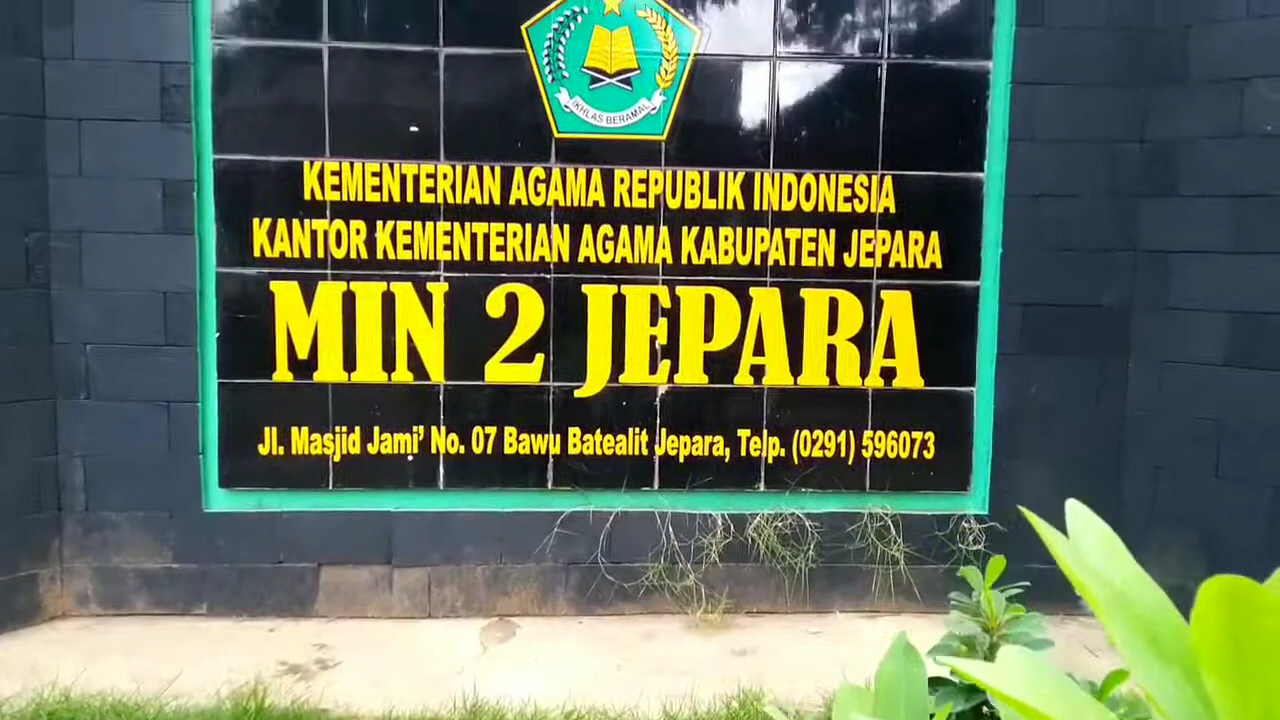 IKHLAS BERAMAL
KEMENTERIAN AGAMA REPUBLIK INDONESIA
KANTOR KEMENTERIAN AGAMA KABUPATEN JEPARA
MIN 2 JEPARA
Jl. Masjid Jami' No. 07 Bawu Batealit Jepara, Telp. (0291) 596073